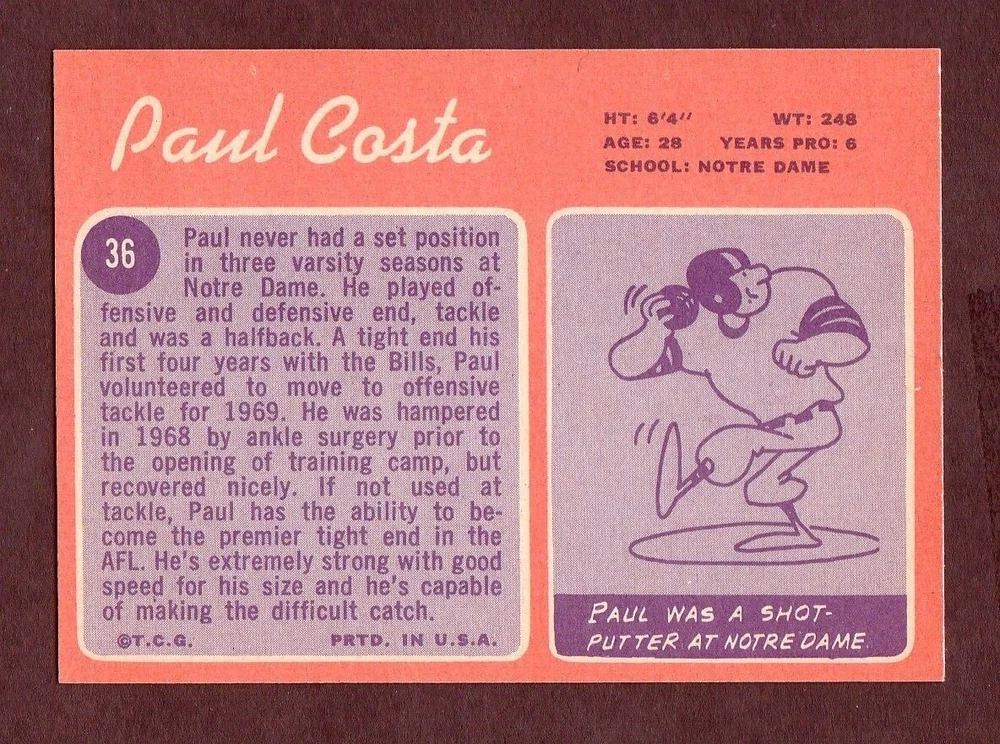 Paul Costa
HT: 6'4" WT: 248
AGE: 28 YEARS PRO: 6
SCHOOL: NOTRE DAME
36
Paul never had a set position
in three varsity seasons at
Notre Dame. He played of-
fensive and defensive end, tackle
and was a halfback. A tight end his
first four years with the Bills, Paul
volunteered to move to offensive
tackle for 1969. He was hampered
in 1968 by ankle surgery prior to
the opening of training camp, but
recovered nicely. If not used at
tackle, Paul has the ability to be-
come the premier tight end in the
AFL. He's extremely strong with good
speed for his size and he's capable
of making the difficult catch.
©T.C.G. PRTD. IN U.S.A.
PAUL WAS A SHOT-
PUTTER AT NOTRE DAME.